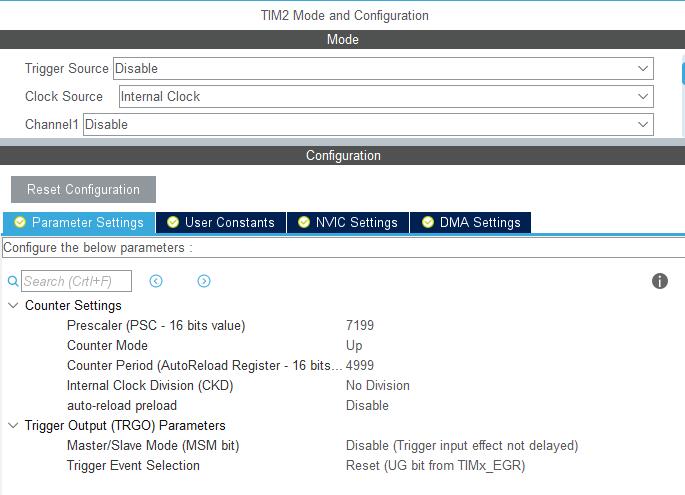 TIM2 Mode and Configuration
Mode
Trigger Source Disable
Clock Source Internal Clock
Channel1 Disable
Configuration
Reset Configuration
Parameter Settings User Constants NVIC Settings DMA Settings
Configure the below parameters :
Search (Crtl+F)
Counter Settings
Prescaler (PSC - 16 bits value) 7199
Counter Mode Up
Counter Period (AutoReload Register - 16 bits... 4999
Internal Clock Division (CKD) No Division
auto-reload preload Disable
Trigger Output (TRGO) Parameters
Master/Slave Mode (MSM bit) Disable (Trigger input effect not delayed)
Trigger Event Selection Reset (UG bit from TIMx_EGR)